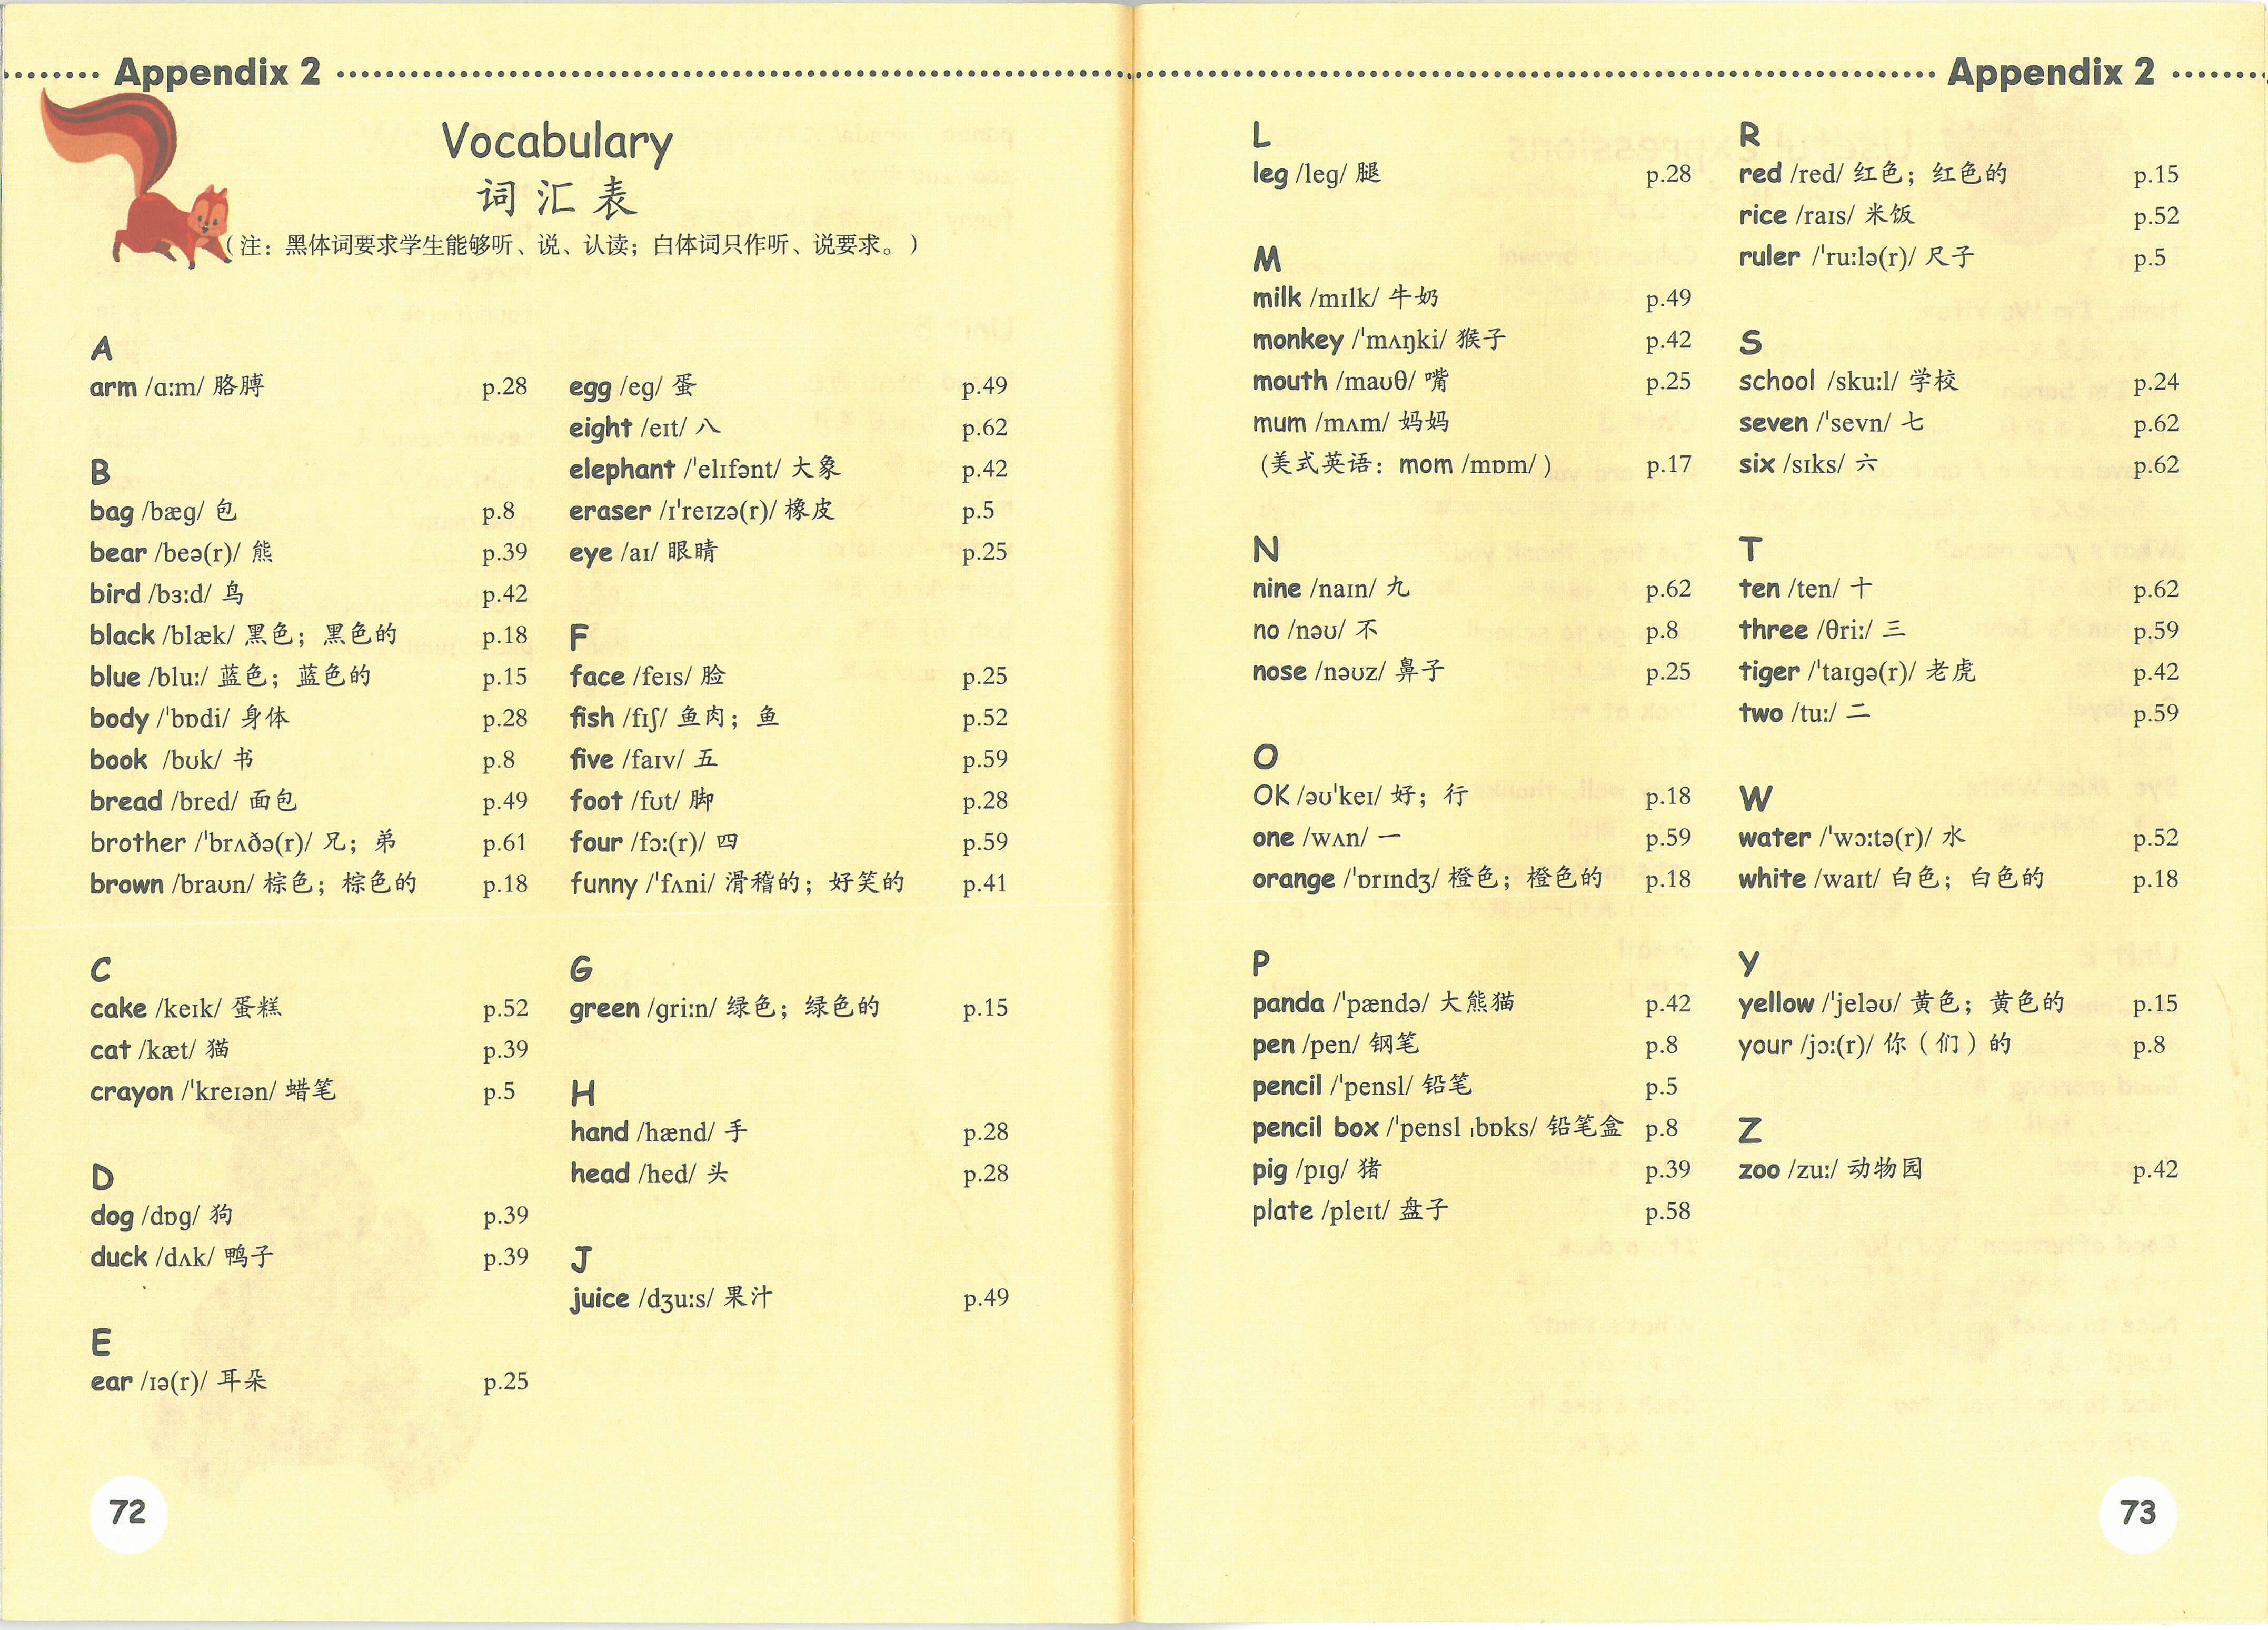 Appendix 2
Vocabulary
词汇表
（注：黑体词要求学生能够听、说、认读；白体词只作听、说要求。）
A
arm /ɑːm/ 胳膊 p.28
B
bag /bæg/ 包 p.8
bear /beə(r)/ 熊 p.39
bird /bɜːd/ 鸟 p.42
black /blæk/ 黑色；黑色的 p.18
blue /bluː/ 蓝色；蓝色的 p.15
body /ˈbɒdi/ 身体 p.28
book /bʊk/ 书 p.8
bread /bred/ 面包 p.49
brother /ˈbrʌðə(r)/ 兄；弟 p.61
brown /braʊn/ 棕色；棕色的 p.18
C
cake /keɪk/ 蛋糕 p.52
cat /kæt/ 猫 p.39
crayon /ˈkreɪən/ 蜡笔 p.5
D
dog /dɒg/ 狗 p.39
duck /dʌk/ 鸭子 p.39
E
ear /ɪə(r)/ 耳朵 p.25
egg /eg/ 蛋 p.49
eight /eɪt/ 八 p.62
elephant /ˈelɪfənt/ 大象 p.42
eraser /ɪˈreɪzə(r)/ 橡皮 p.5
eye /aɪ/ 眼睛 p.25
F
face /feɪs/ 脸 p.25
fish /fɪʃ/ 鱼肉；鱼 p.52
five /faɪv/ 五 p.59
foot /fʊt/ 脚 p.28
four /fɔː(r)/ 四 p.59
funny /ˈfʌni/ 滑稽的；好笑的 p.41
G
green /griːn/ 绿色；绿色的 p.15
H
hand /hænd/ 手 p.28
head /hed/ 头 p.28
J
juice /dʒuːs/ 果汁 p.49
72
Appendix 2
L
leg /leg/ 腿 p.28
M
milk /mɪlk/ 牛奶 p.49
monkey /ˈmʌŋki/ 猴子 p.42
mouth /maʊθ/ 嘴 p.25
mum /mʌm/ 妈妈
（美式英语：mom /mɒm/） p.17
N
nine /naɪn/ 九 p.62
no /nəʊ/ 不 p.8
nose /nəʊz/ 鼻子 p.25
O
OK /əʊˈkeɪ/ 好；行 p.18
one /wʌn/ 一 p.59
orange /ˈɒrɪndʒ/ 橙色；橙色的 p.18
P
panda /ˈpændə/ 大熊猫 p.42
pen /pen/ 钢笔 p.8
pencil /ˈpensl/ 铅笔 p.5
pencil box /ˈpensl ˌbɒks/ 铅笔盒 p.8
pig /pɪg/ 猪 p.39
plate /pleɪt/ 盘子 p.58
R
red /red/ 红色；红色的 p.15
rice /raɪs/ 米饭 p.52
ruler /ˈruːlə(r)/ 尺子 p.5
S
school /skuːl/ 学校 p.24
seven /ˈsevn/ 七 p.62
six /sɪks/ 六 p.62
T
ten /ten/ 十 p.62
three /θriː/ 三 p.59
tiger /ˈtaɪgə(r)/ 老虎 p.42
two /tuː/ 二 p.59
W
water /ˈwɔːtə(r)/ 水 p.52
white /waɪt/ 白色；白色的 p.18
Y
yellow /ˈjeləʊ/ 黄色；黄色的 p.15
your /jɔː(r)/ 你（们）的 p.8
Z
zoo /zuː/ 动物园 p.42
73